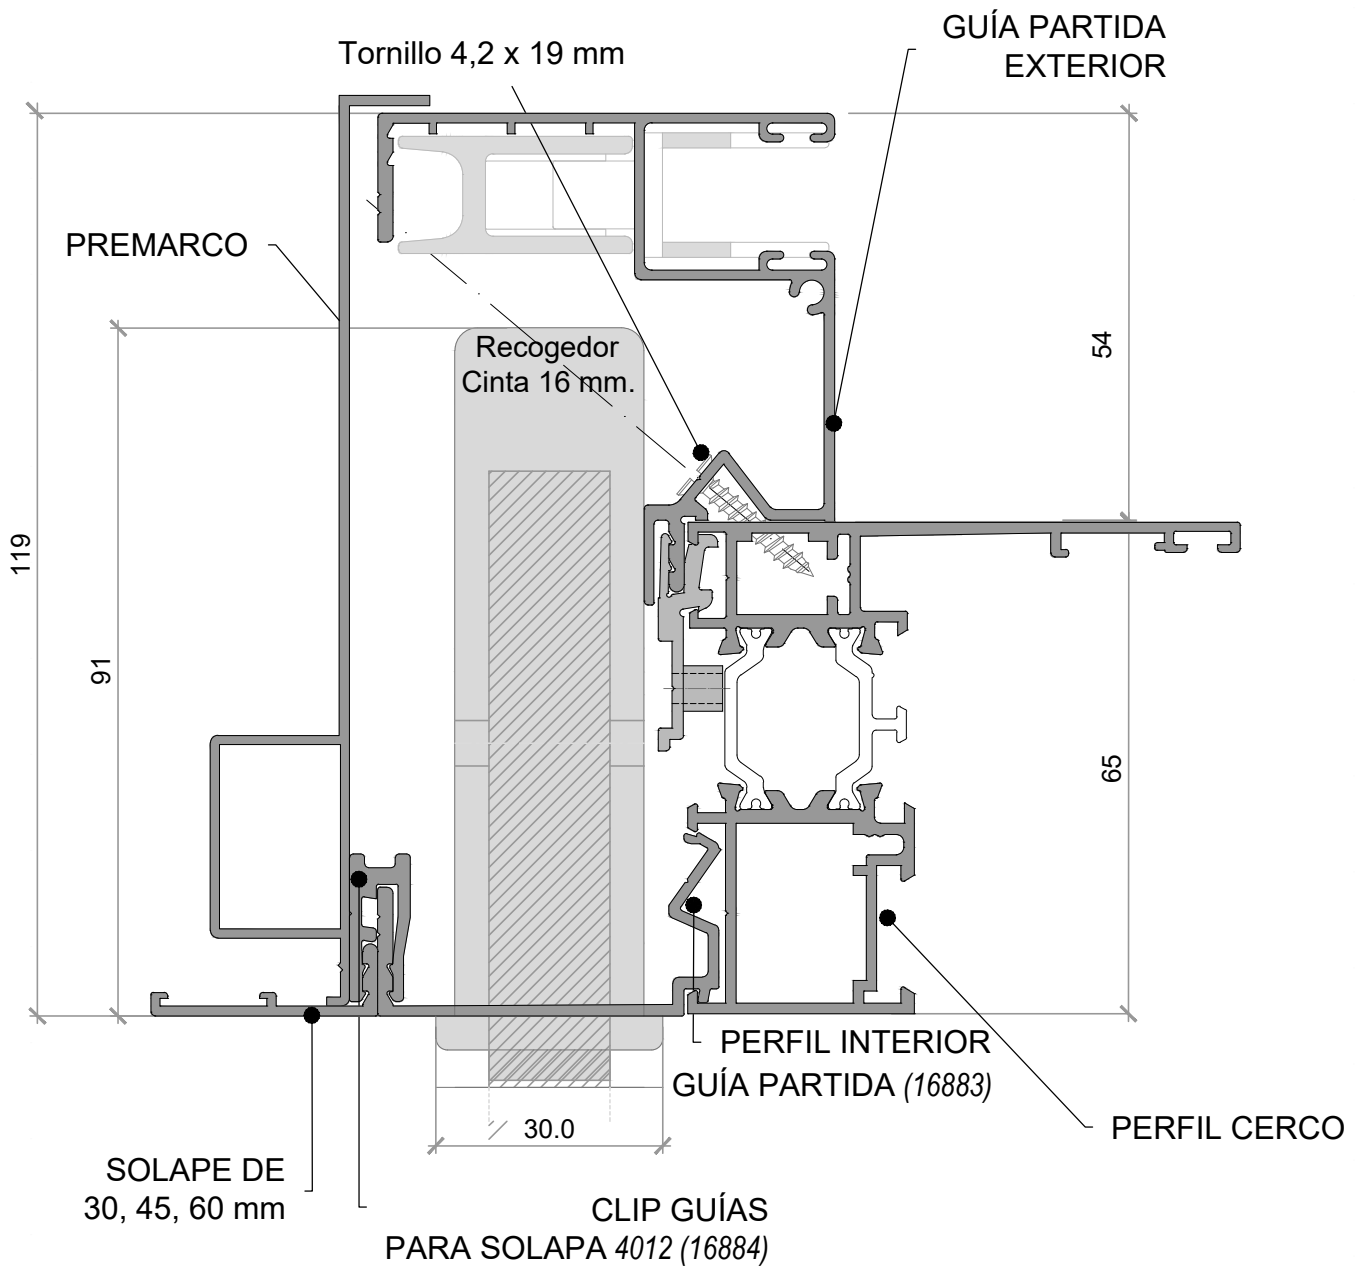 GUÍA PARTIDA
EXTERIOR
Tornillo 4,2 x 19 mm
PREMARCO
Recogedor
Cinta 16 mm.
54
119
91
65
PERFIL INTERIOR
GUÍA PARTIDA (16883)
30.0
PERFIL CERCO
SOLAPE DE
30, 45, 60 mm
CLIP GUÍAS
PARA SOLAPA 4012 (16884)